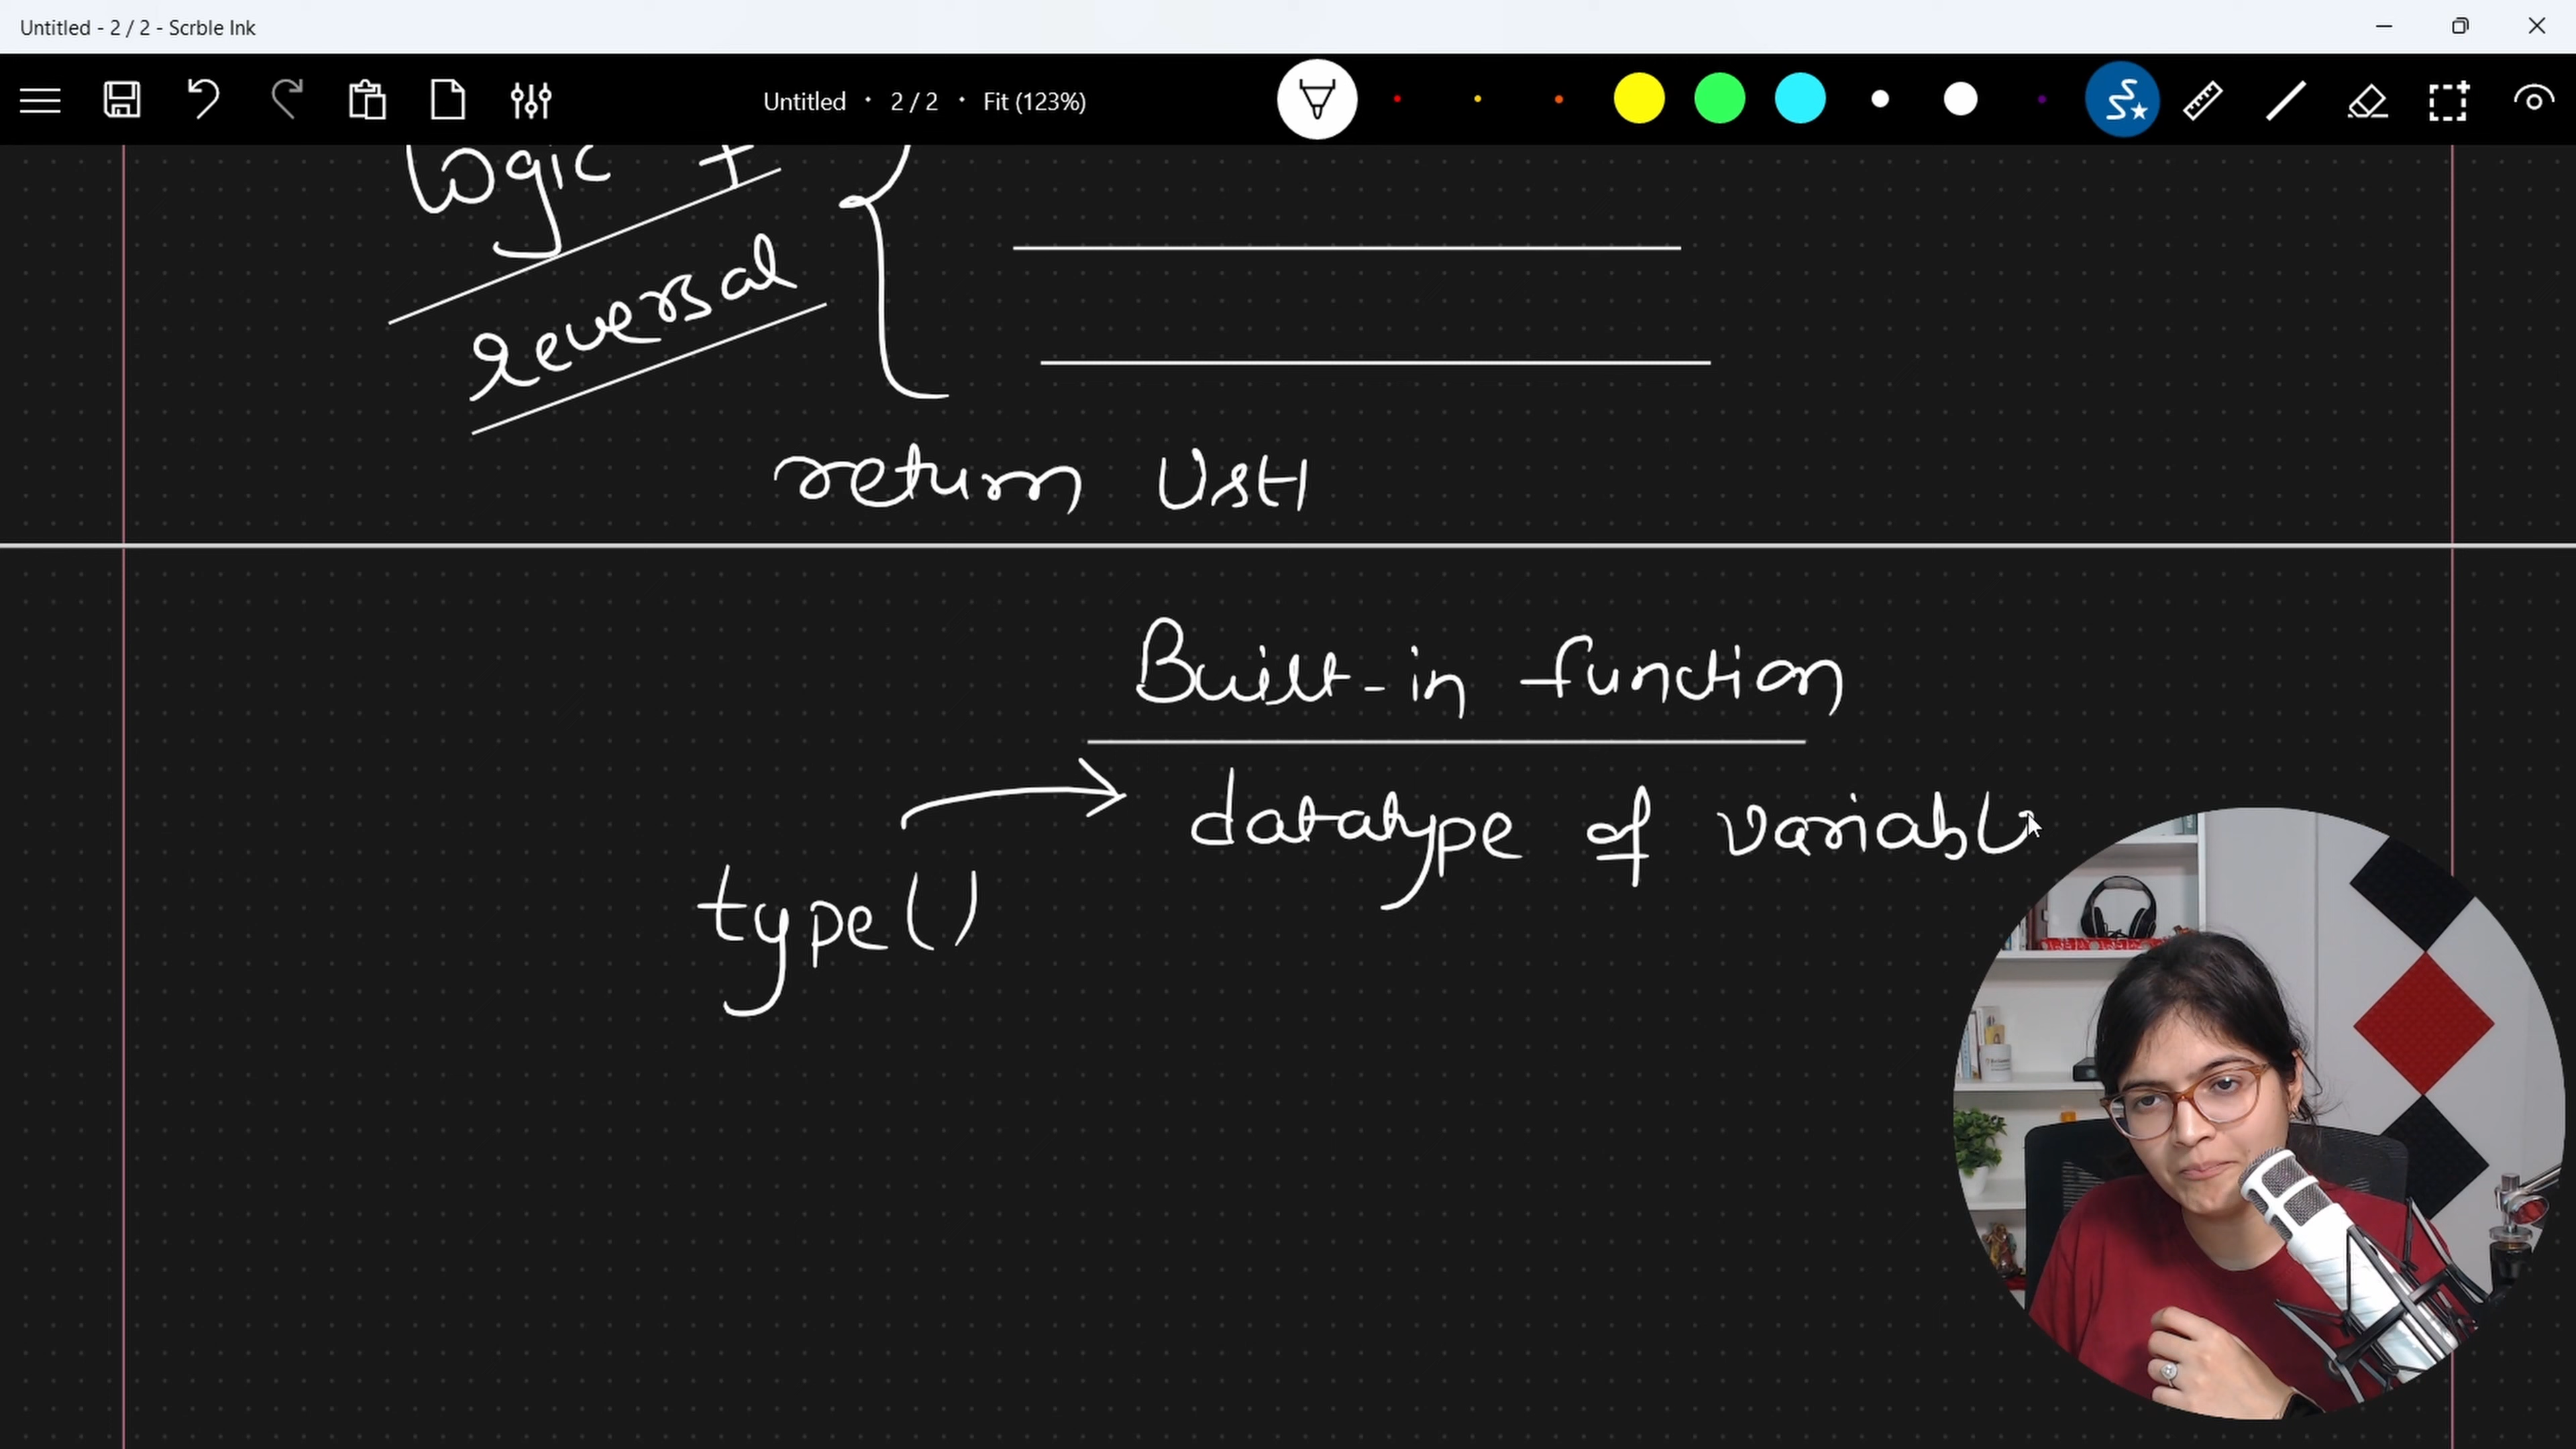 Untitled - 2 / 2 - Scrble Ink
Untitled • 2 / 2 • Fit (123%)
Logic I
reversal
return
Built-in function
datatype of variable
type()